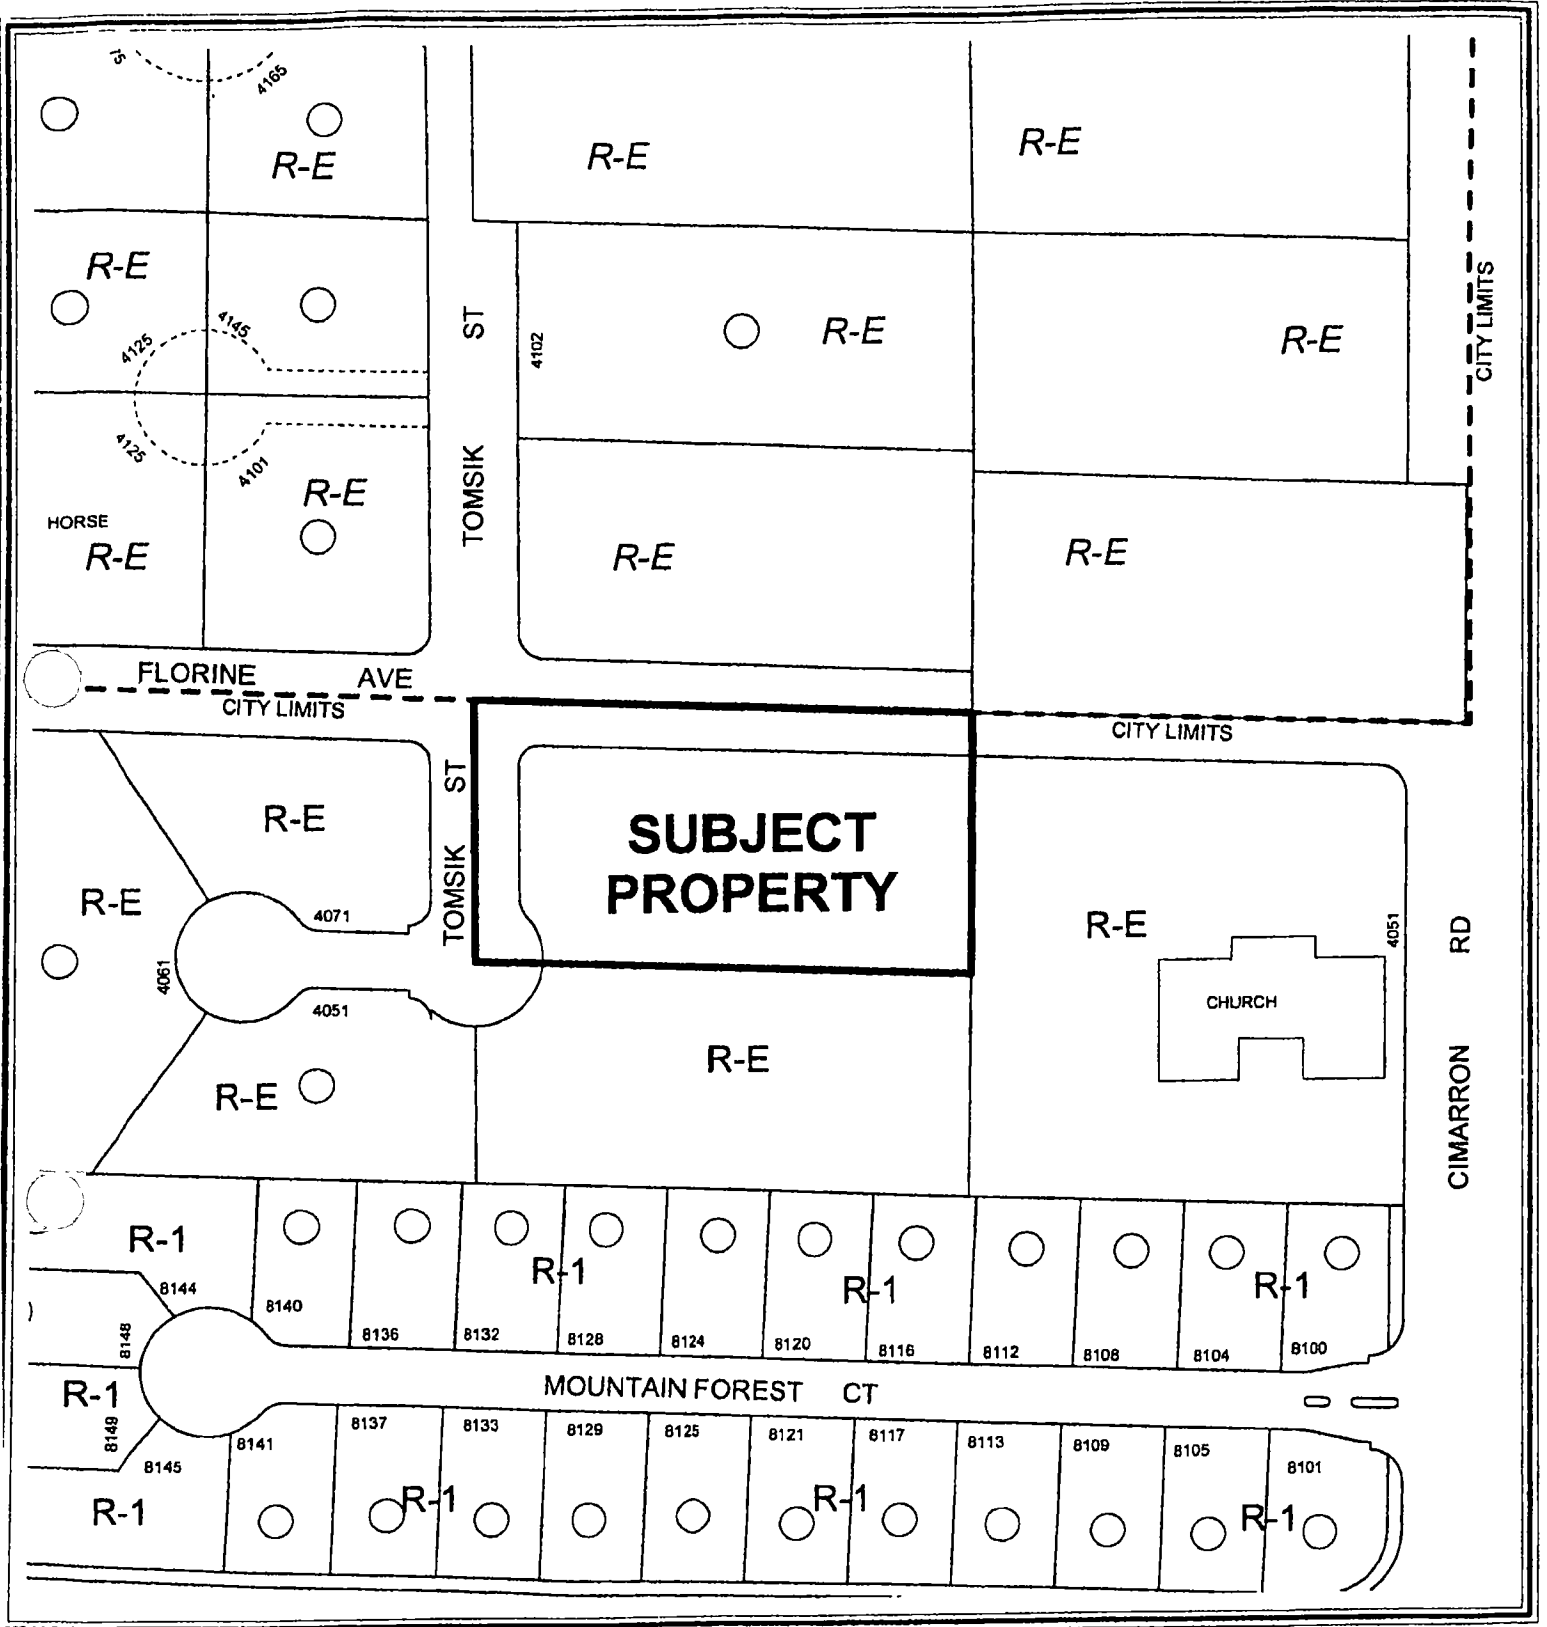 75
4165
R-E
R-E
R-E
R-E
4125
4145
ST
4102
R-E
R-E
CITY LIMITS
4125
4101
TOMSIK
HORSE
R-E
R-E
R-E
R-E
FLORINE AVE
CITY LIMITS
CITY LIMITS
R-E
ST
TOMSIK
SUBJECT
PROPERTY
R-E
4071
4061
4051
R-E
4051
RD
CHURCH
R-E
R-E
CIMARRON
R-1
8144
8140
8136
8132
R-1
8128
8124
8120
R-1
8116
8112
8108
8104
R-1
8100
8148
MOUNTAIN FOREST CT
R-1
8149
8145
8141
8137
8133
8129
8125
8121
8117
8113
8109
8105
8101
R-1
R-1
R-1
R-1